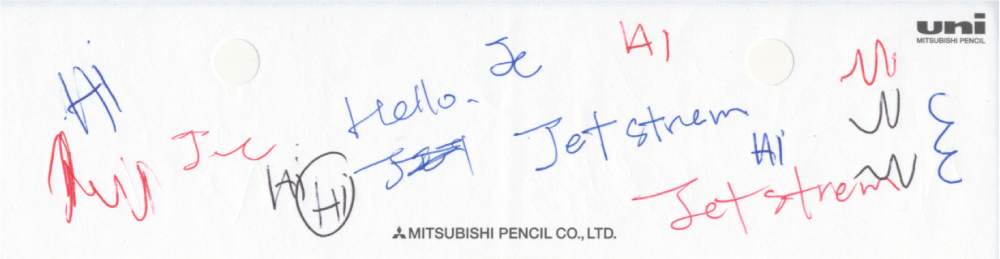 uni
MITSUBISHI PENCIL
Hi
Hello.
Je
Hi
Jetstrem
Hi
Hi
Hi
Jetstrem
MITSUBISHI PENCIL CO., LTD.